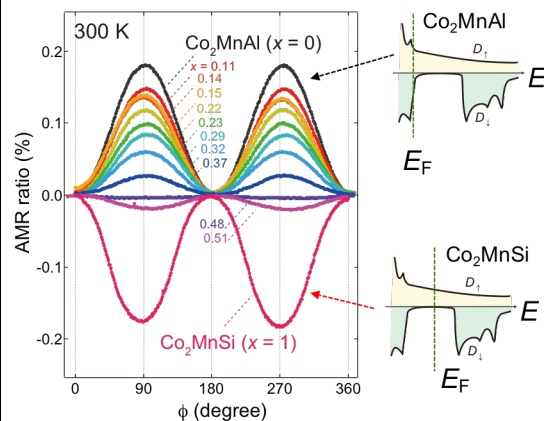 300 K
Co₂MnAl (x = 0)
x = 0.11
0.14
0.15
0.22
0.23
0.29
0.32
0.37
0.48
0.51
Co₂MnSi (x = 1)
AMR ratio (%)
0.2
0.1
0.0
-0.1
-0.2
0 90 180 270 360
ϕ (degree)
Co₂MnAl
D↑
E
D↓
E_F
Co₂MnSi
D↑
E
D↓
E_F